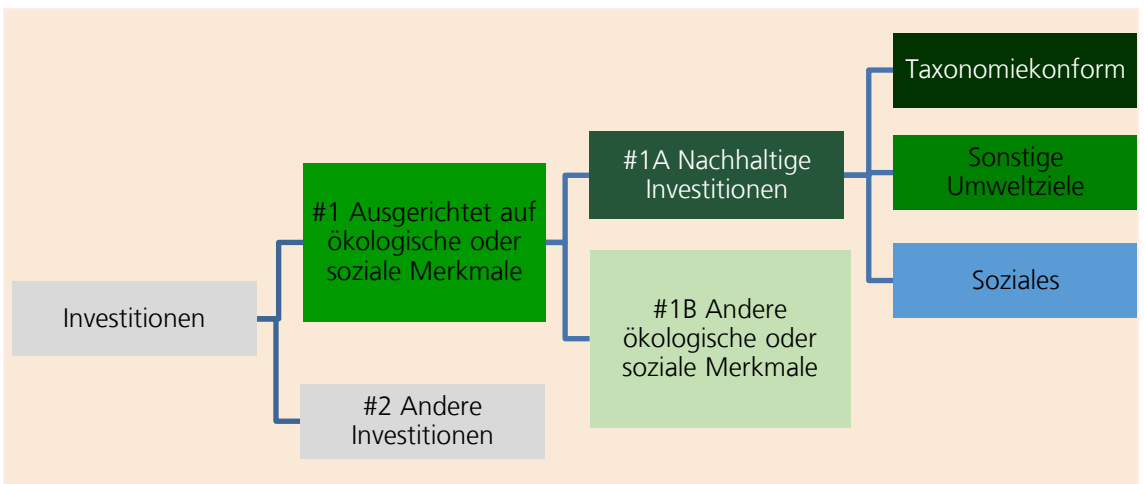 Investitionen
#1 Ausgerichtet auf
ökologische oder
soziale Merkmale
#2 Andere
Investitionen
#1A Nachhaltige
Investitionen
#1B Andere
ökologische oder
soziale Merkmale
Taxonomiekonform
Sonstige
Umweltziele
Soziales